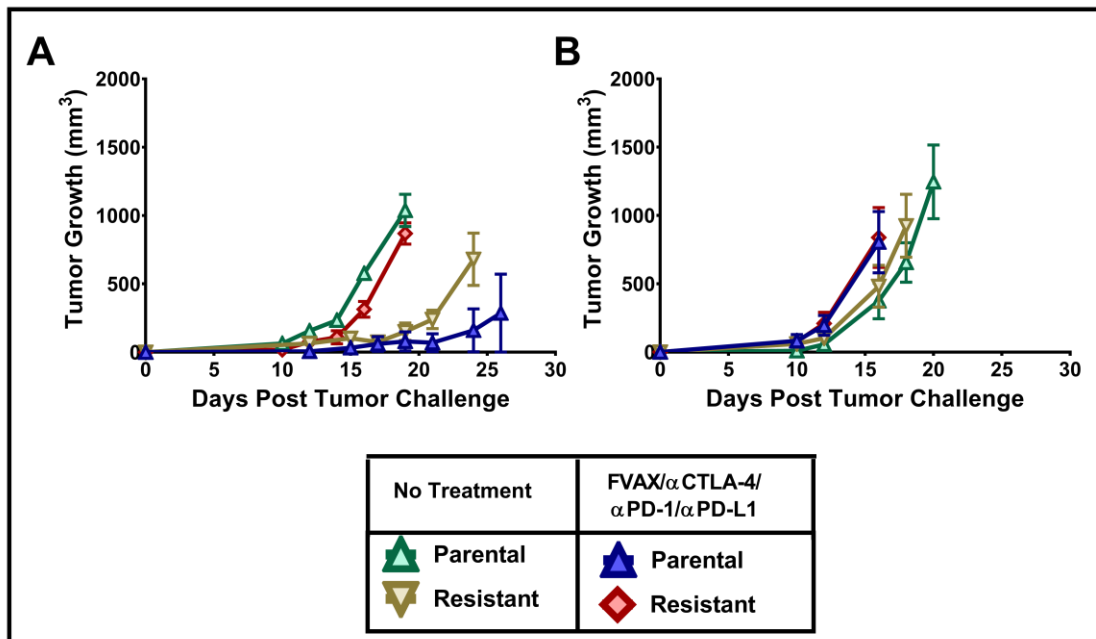 A
B
Tumor Growth (mm³)
2000
1500
1000
500
0
0 5 10 15 20 25 30
Days Post Tumor Challenge
Tumor Growth (mm³)
2000
1500
1000
500
0
0 5 10 15 20 25 30
Days Post Tumor Challenge
No Treatment
FVAX/αCTLA-4/
αPD-1/αPD-L1
Parental
Parental
Resistant
Resistant